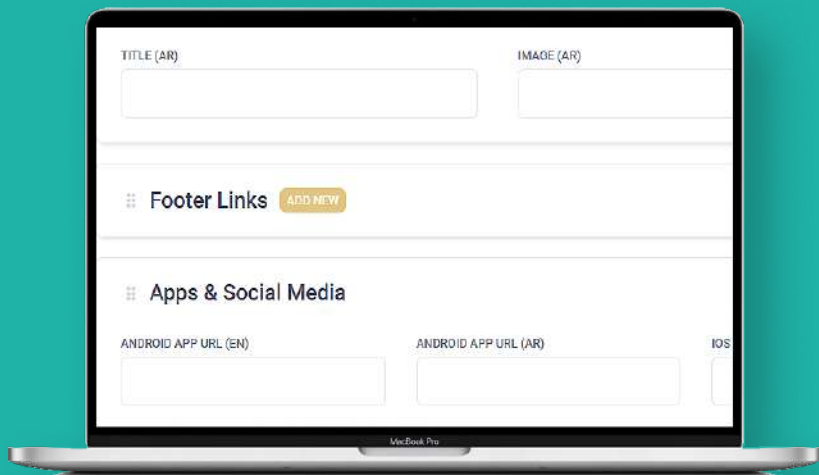 TITLE (AR)
IMAGE (AR)
Footer Links
ADD NEW
Apps & Social Media
ANDROID APP URL (EN)
ANDROID APP URL (AR)
IOS
MacBook Pro